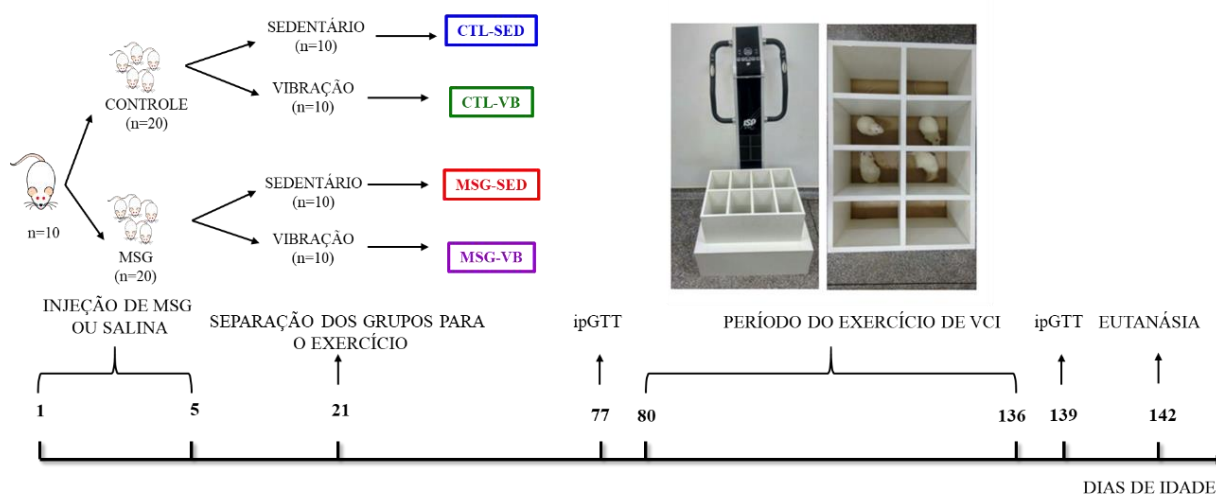 SEDENTÁRIO
(n=10)
CTL-SED
VIBRAÇÃO
(n=10)
CTL-VB
CONTROLE
(n=20)
n=10
SEDENTÁRIO
(n=10)
MSG-SED
VIBRAÇÃO
(n=10)
MSG-VB
MSG
(n=20)
INJEÇÃO DE MSG
OU SALINA
SEPARAÇÃO DOS GRUPOS PARA
O EXERCÍCIO
ipGTT
PERÍODO DO EXERCÍCIO DE VCI
ipGTT
EUTANÁSIA
1
5
21
77
80
136
139
142
DIAS DE IDADE